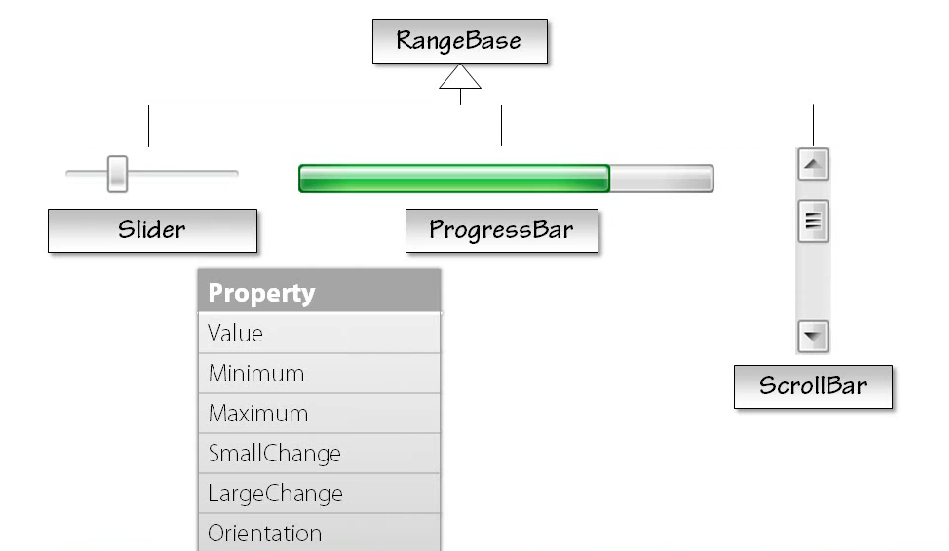 RangeBase
Slider
ProgressBar
ScrollBar
Property
Value
Minimum
Maximum
SmallChange
LargeChange
Orientation